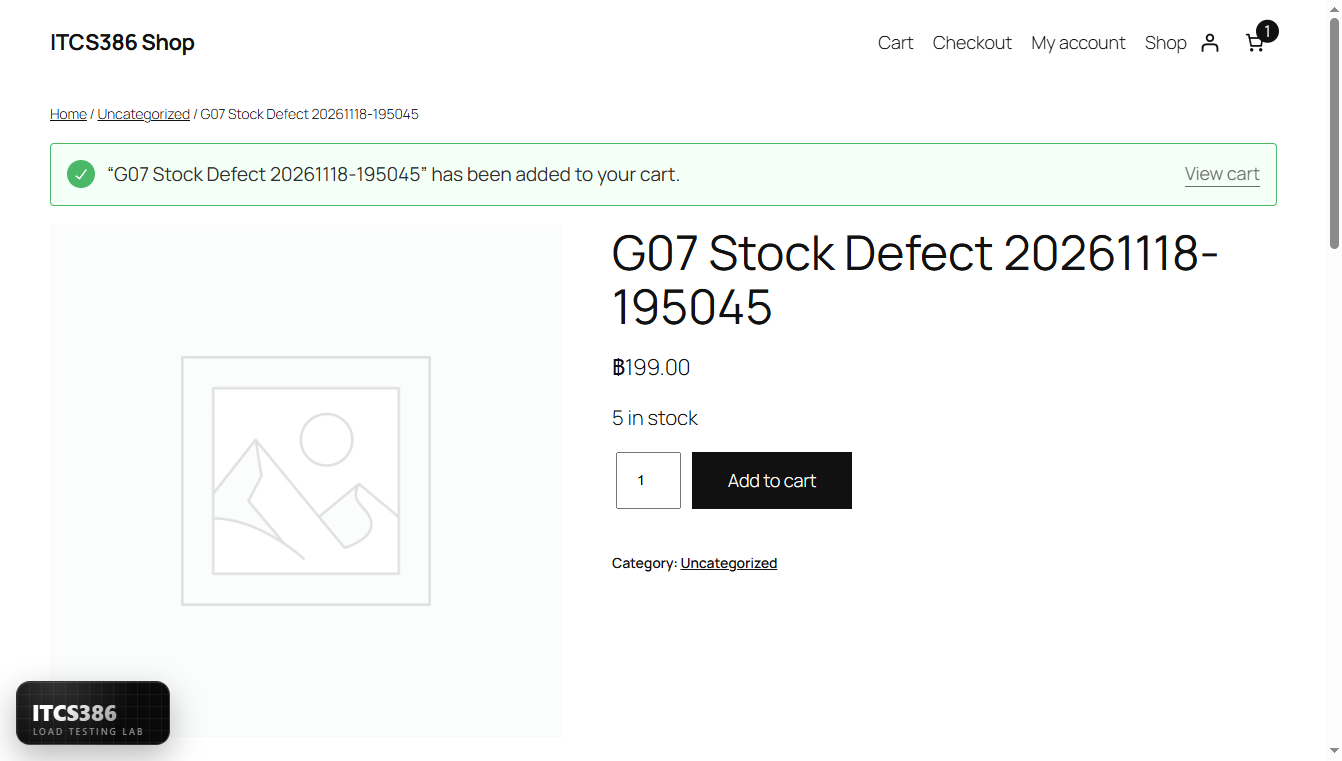 ITCS386 Shop
Cart Checkout My account Shop 1
Home / Uncategorized / G07 Stock Defect 20261118-195045
“G07 Stock Defect 20261118-195045” has been added to your cart. View cart
G07 Stock Defect 20261118-
195045
฿199.00
5 in stock
1 Add to cart
Category: Uncategorized
ITCS386
LOAD TESTING LAB